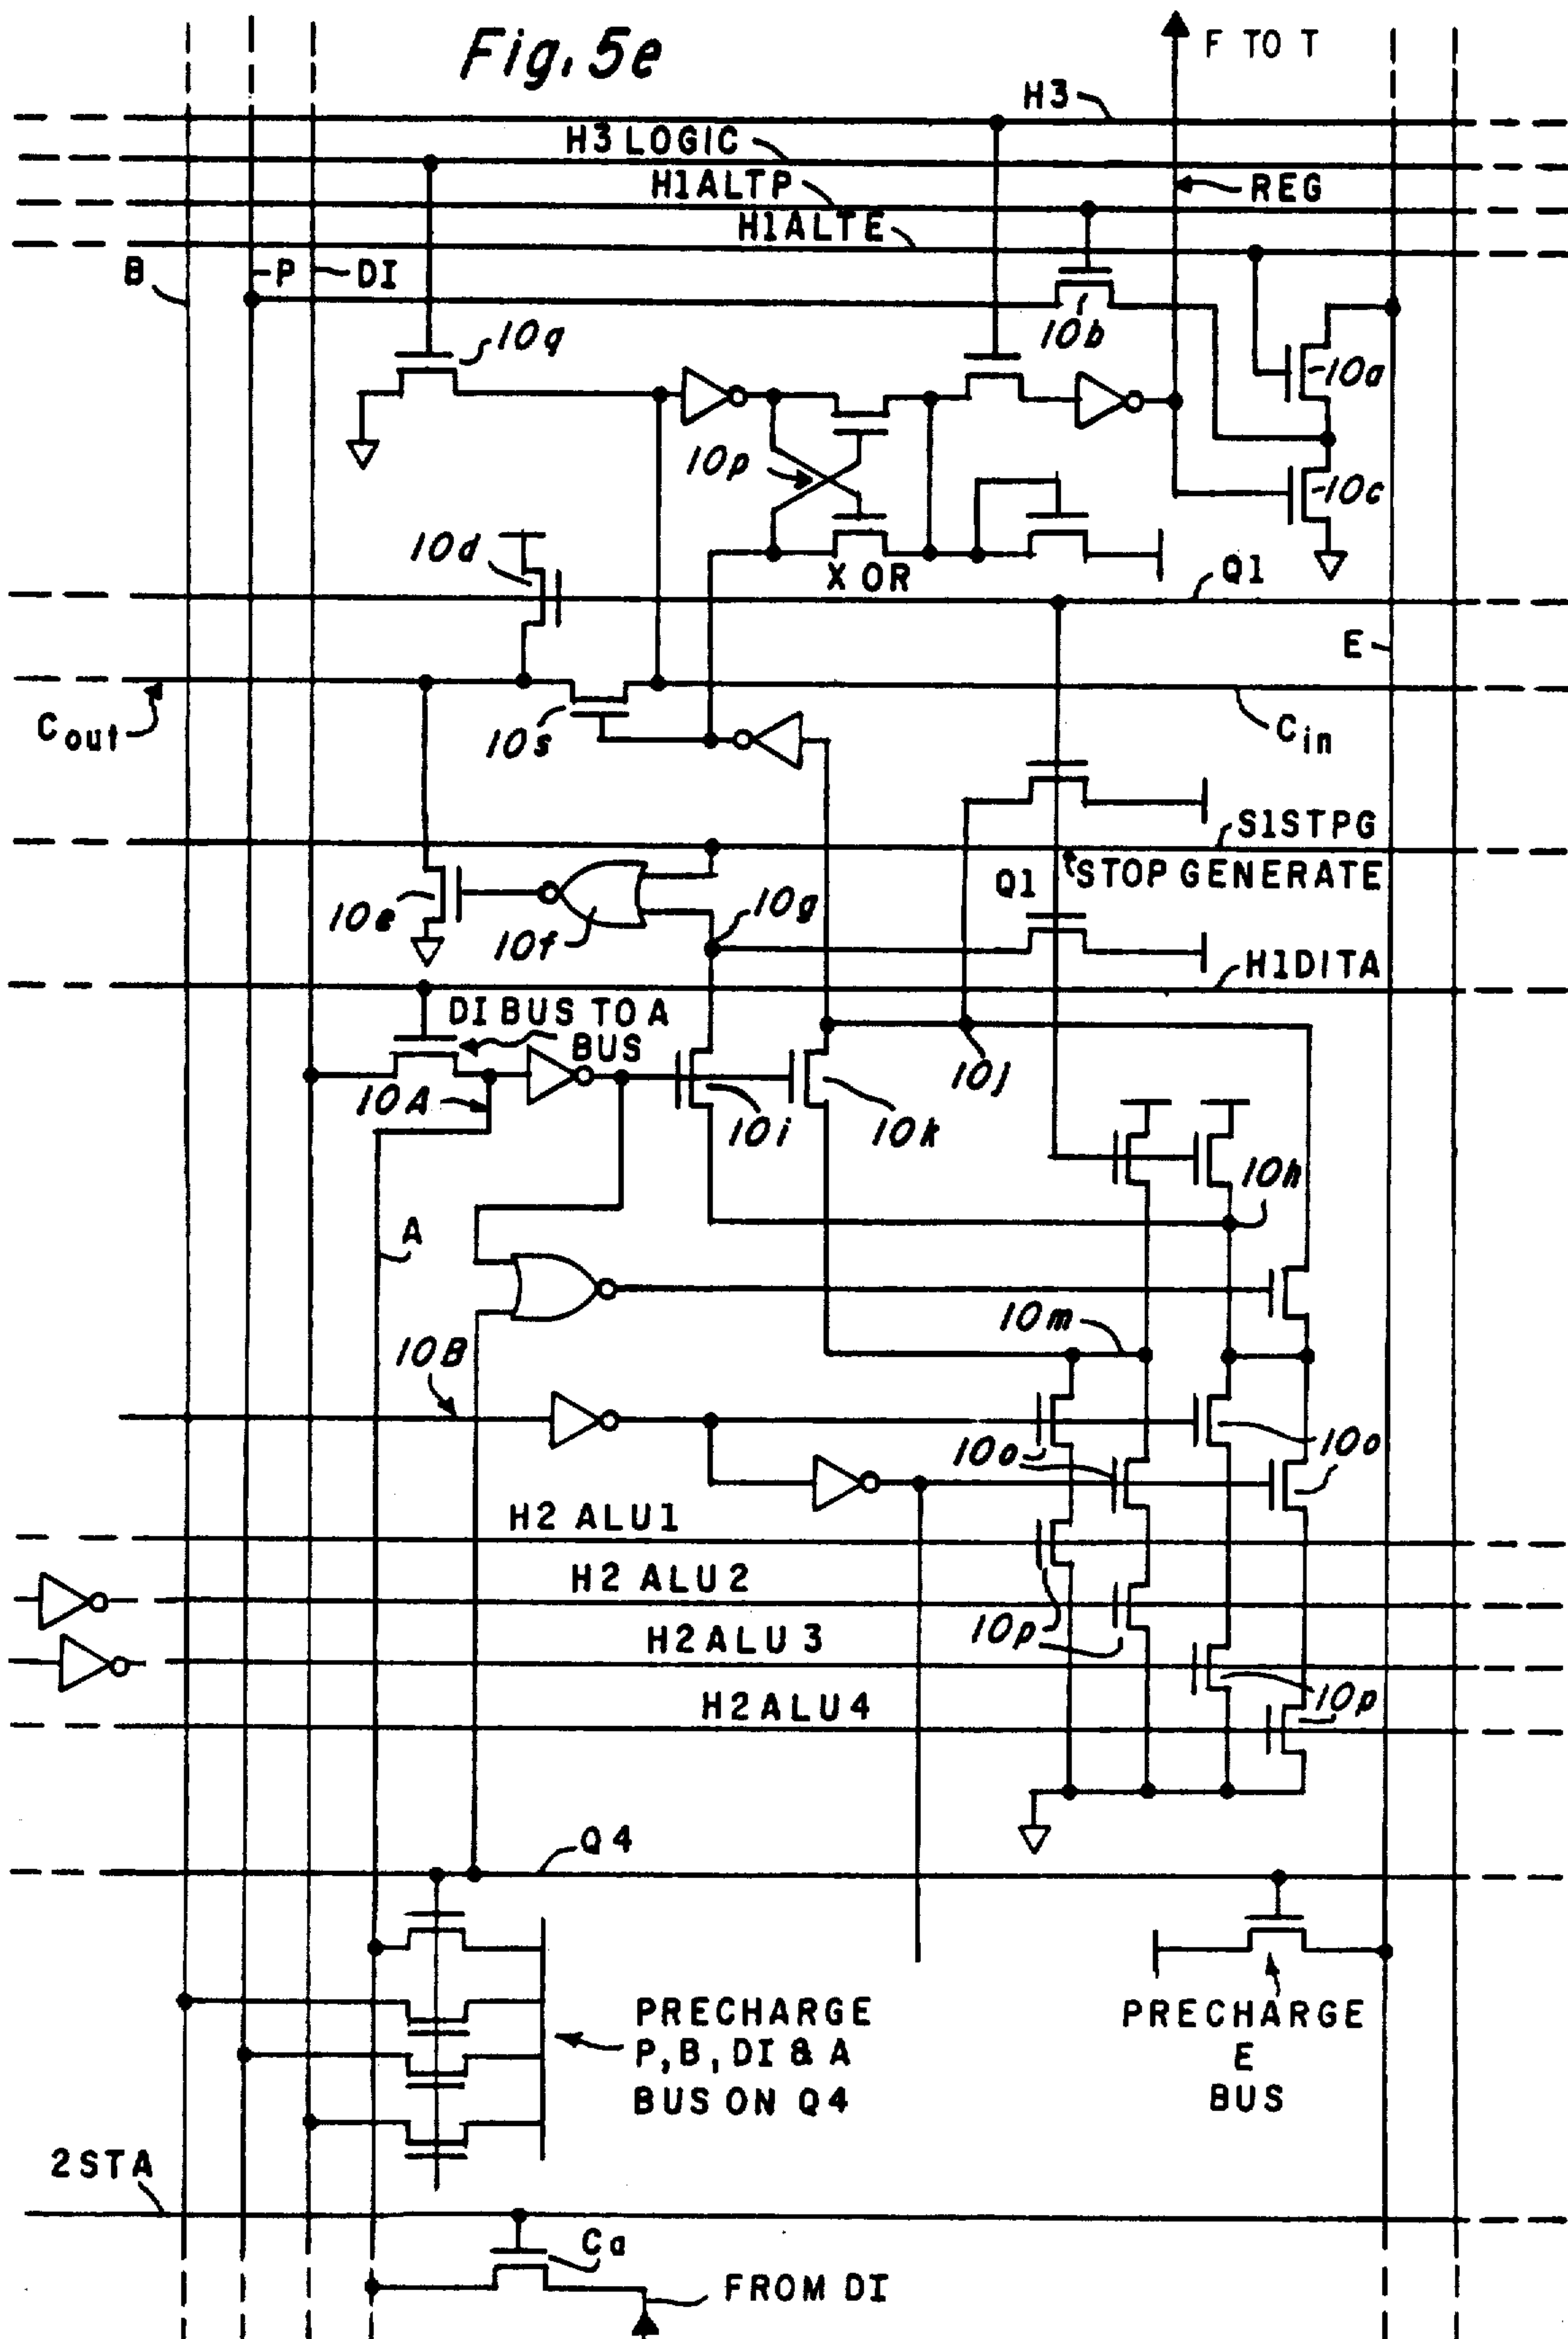 Fig. 5e
F TO T
H3
H3 LOGIC
H1ALTP
REG
H1ALTE
B
P
DI
10q
10b
10a
10p
10c
10d
XOR
Q1
E
Cout
10s
Cin
S1STPG
STOP GENERATE
10e
10f
10g
Q1
H1DITA
DI BUS TO A
BUS
10A
10i
10k
10j
10h
A
10m
10B
10o
10o
H2 ALU1
H2 ALU2
10p
H2ALU3
10p
H2ALU4
Q4
PRECHARGE
P, B, DI & A
BUS ON Q4
PRECHARGE
E
BUS
2STA
Ca
FROM DI